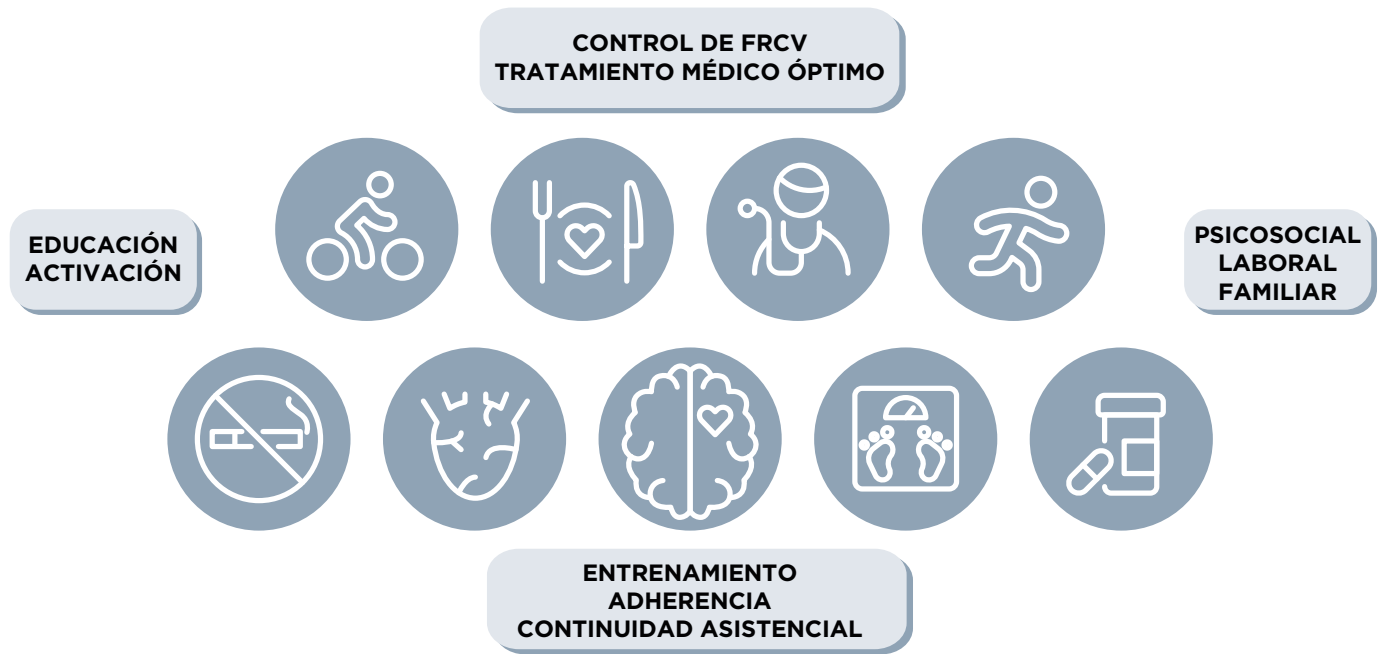 CONTROL DE FRCV
TRATAMIENTO MÉDICO ÓPTIMO
EDUCACIÓN
ACTIVACIÓN
PSICOSOCIAL
LABORAL
FAMILIAR
ENTRENAMIENTO
ADHERENCIA
CONTINUIDAD ASISTENCIAL